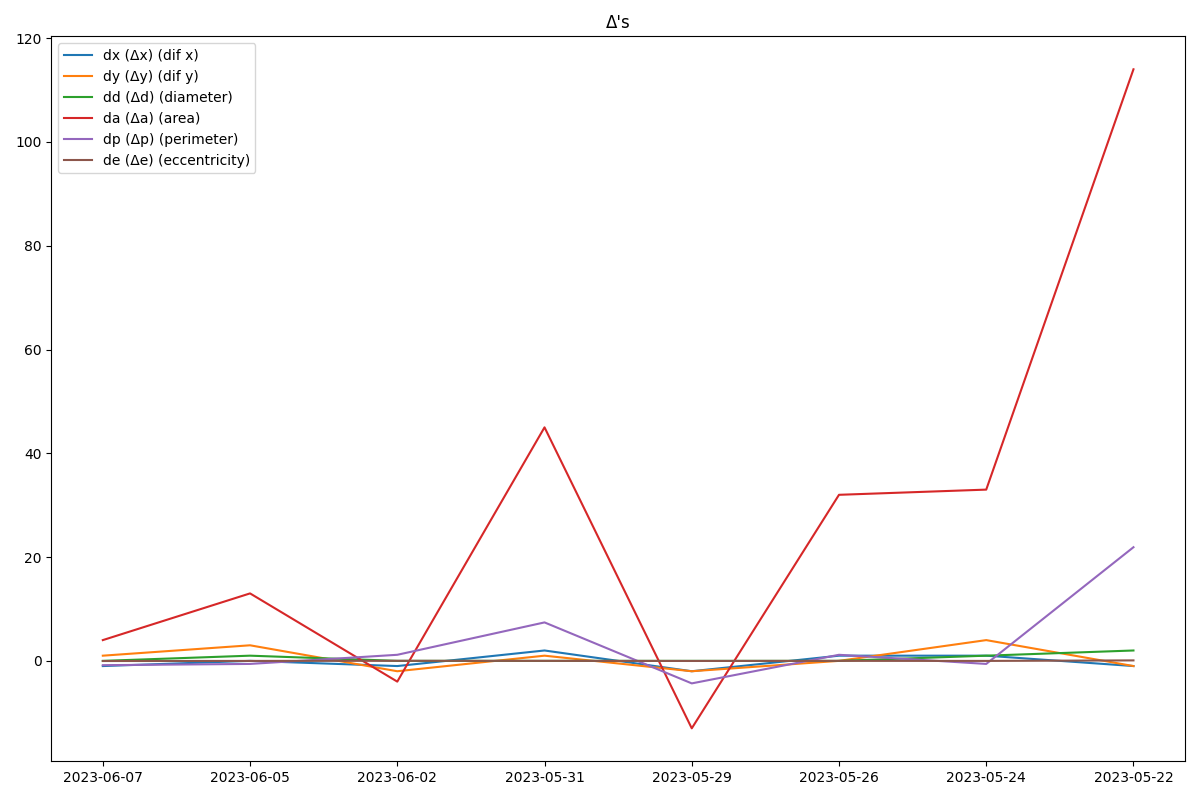 Δ's
dx (Δx) (dif x)
dy (Δy) (dif y)
dd (Δd) (diameter)
da (Δa) (area)
dp (Δp) (perimeter)
de (Δe) (eccentricity)
120
100
80
60
40
20
0
2023-06-07 2023-06-05 2023-06-02 2023-05-31 2023-05-29 2023-05-26 2023-05-24 2023-05-22